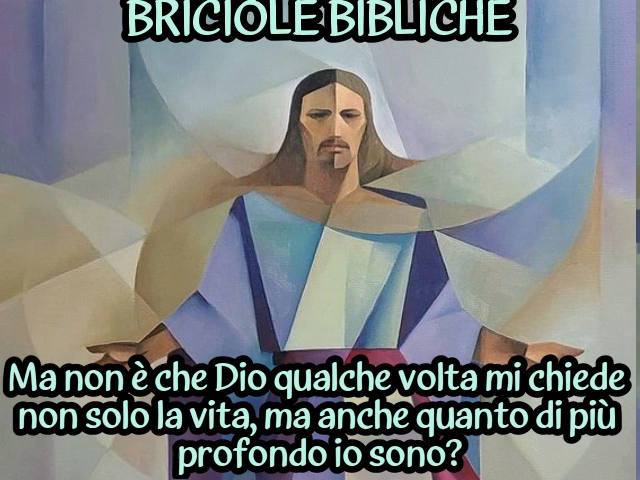 BRICIOLE BIBLICHE
Ma non è che Dio qualche volta mi chiede
non solo la vita, ma anche quanto di più
profondo io sono?